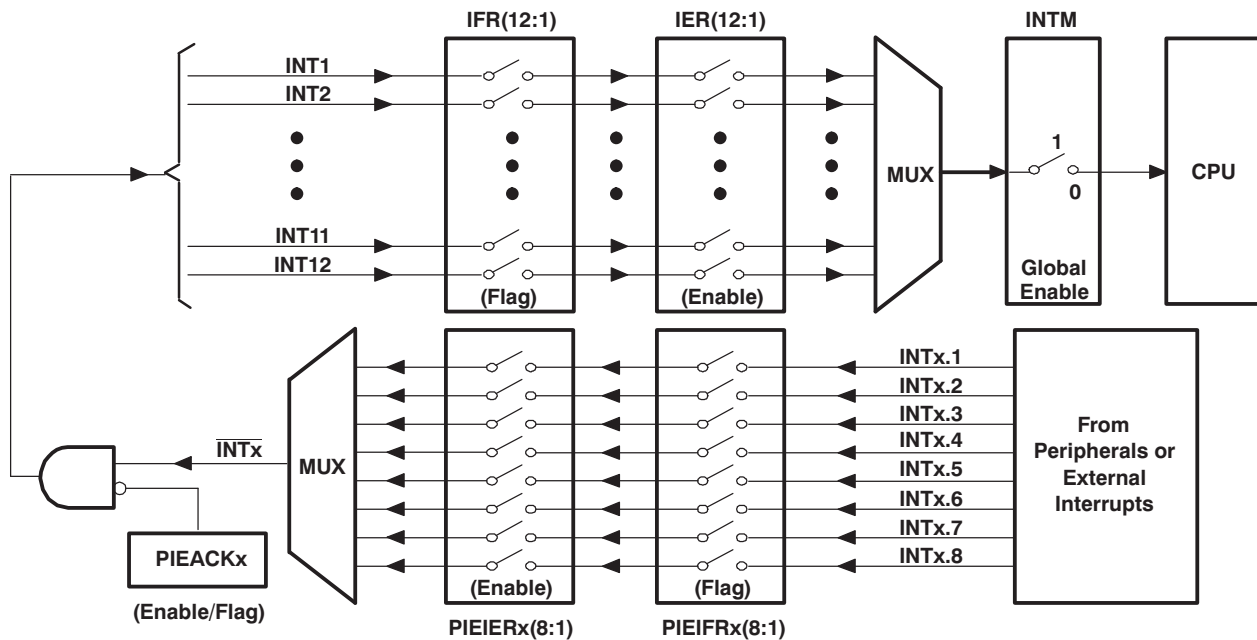 IFR(12:1)
IER(12:1)
INTM
INT1
INT2
INT11
INT12
(Flag)
(Enable)
MUX
1
0
Global
Enable
CPU
INTx
MUX
PIEACKx
(Enable/Flag)
(Enable)
PIEIERx(8:1)
(Flag)
PIEIFRx(8:1)
INTx.1
INTx.2
INTx.3
INTx.4
INTx.5
INTx.6
INTx.7
INTx.8
From
Peripherals or
External
Interrupts